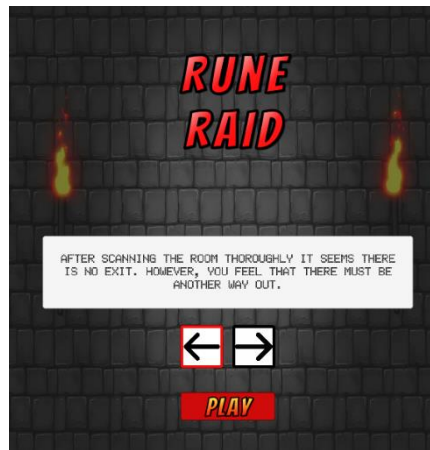 RUNE
RAID
AFTER SCANNING THE ROOM THOROUGHLY IT SEEMS THERE
IS NO EXIT. HOWEVER, YOU FEEL THAT THERE MUST BE
ANOTHER WAY OUT.
PLAY